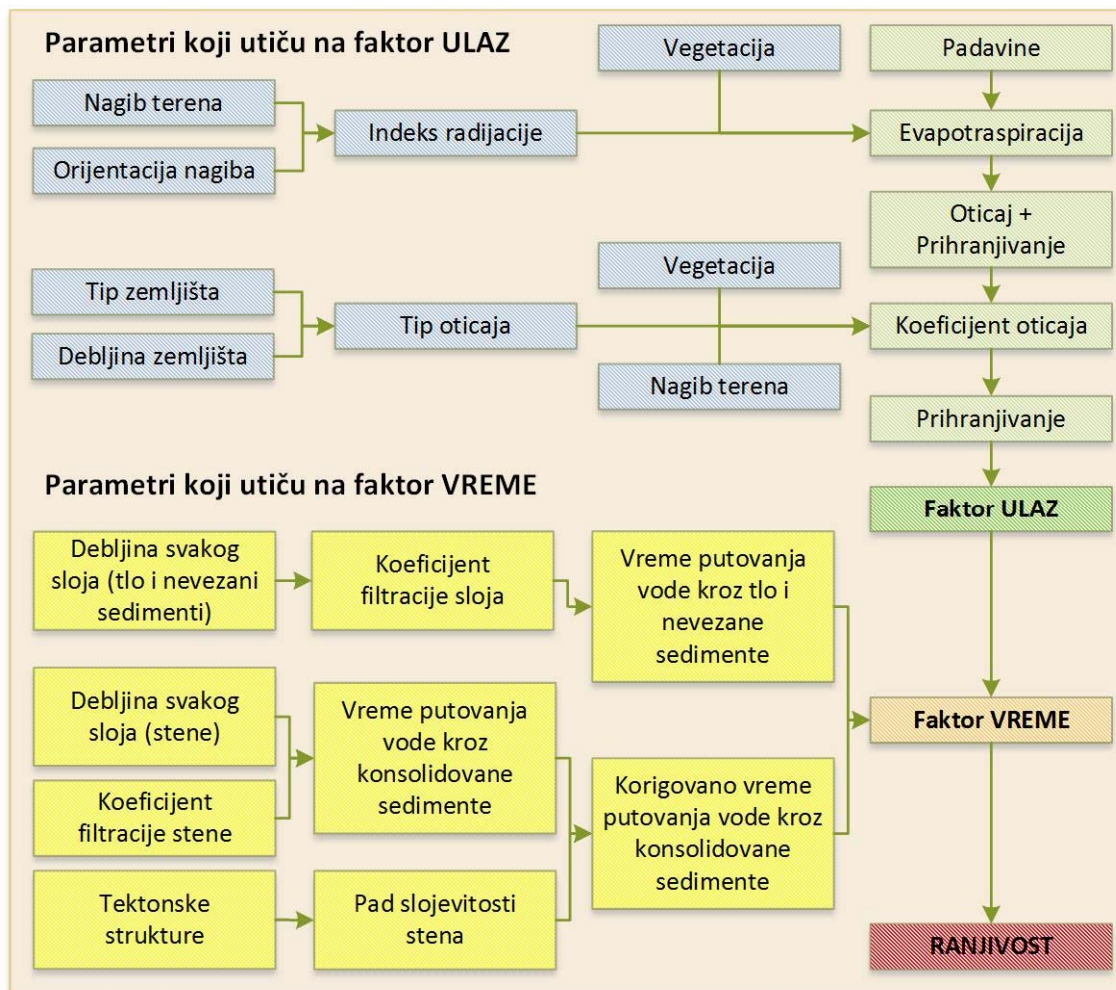 Parametri koji utiču na faktor ULAZ
Vegetacija
Padavine
Nagib terena
Orijentacija nagiba
Indeks radijacije
Evapotraspiracija
Oticaj +
Prihranjivanje
Vegetacija
Tip zemljišta
Debljina zemljišta
Tip oticaja
Koeficijent oticaja
Nagib terena
Prihranjivanje
Faktor ULAZ
Parametri koji utiču na faktor VREME
Debljina svakog
sloja (tlo i nevezani
sedimenti)
Koeficijent
filtracije sloja
Vreme putovanja
vode kroz tlo i
nevezane
sedimente
Debljina svakog
sloja (stene)
Koeficijent
filtracije stene
Vreme putovanja
vode kroz
konsolidovane
sedimente
Faktor VREME
Korigovano vreme
putovanja vode kroz
konsolidovane
sedimente
Tektonske
strukture
Pad slojevitosti
stena
RANJIVOST